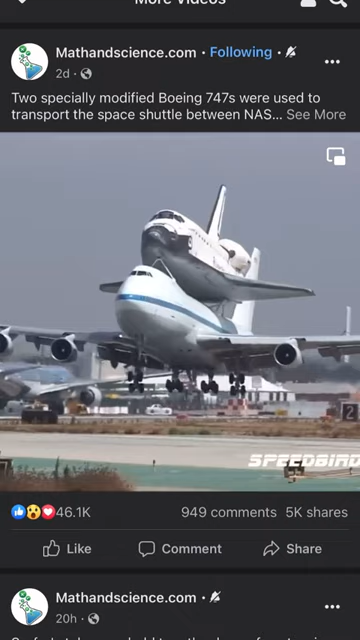 More Videos
Mathandscience.com · Following ·
2d ·
Two specially modified Boeing 747s were used to
transport the space shuttle between NAS... See More
SPEEDBIRD
46.1K 949 comments 5K shares
Like Comment Share
Mathandscience.com ·
20h ·